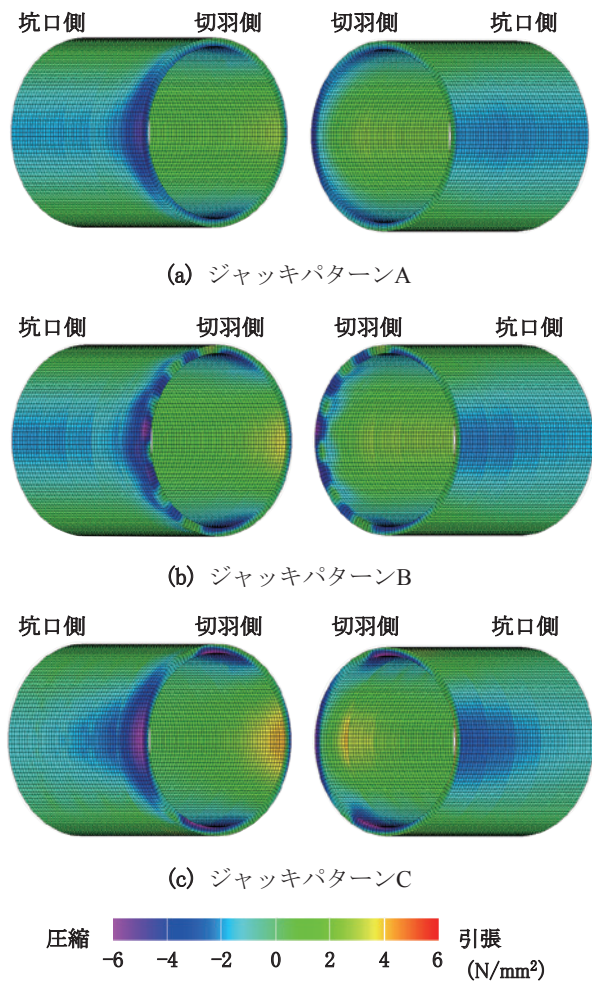 坑口側 切羽側 切羽側 坑口側
(a) ジャッキパターンA
坑口側 切羽側 切羽側 坑口側
(b) ジャッキパターンB
坑口側 切羽側 切羽側 坑口側
(c) ジャッキパターンC
圧縮 引張
-6 -4 -2 0 2 4 6 (N/mm²)